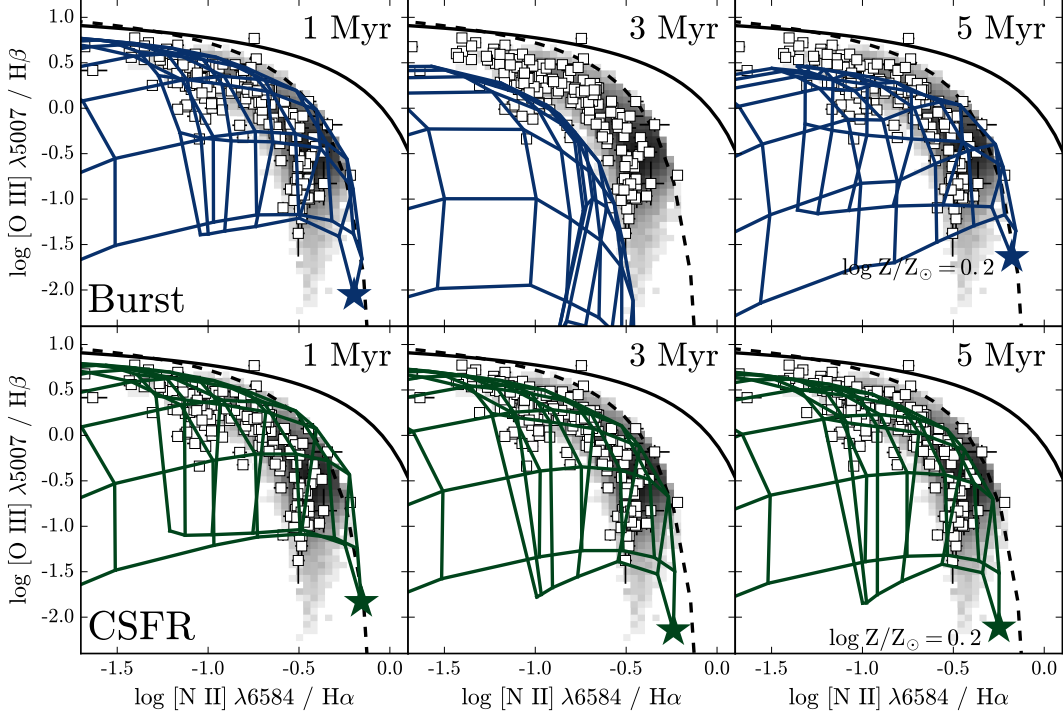 1 Myr 3 Myr 5 Myr
1.0
0.5
0.0
-0.5
-1.0
-1.5
-2.0
log [O III] λ5007 / Hβ
Burst
log Z/Z⊙ = 0.2
1 Myr 3 Myr 5 Myr
1.0
0.5
0.0
-0.5
-1.0
-1.5
-2.0
log [O III] λ5007 / Hβ
CSFR
log Z/Z⊙ = 0.2
-1.5 -1.0 -0.5 0.0 -1.5 -1.0 -0.5 0.0 -1.5 -1.0 -0.5 0.0
log [N II] λ6584 / Hα log [N II] λ6584 / Hα log [N II] λ6584 / Hα